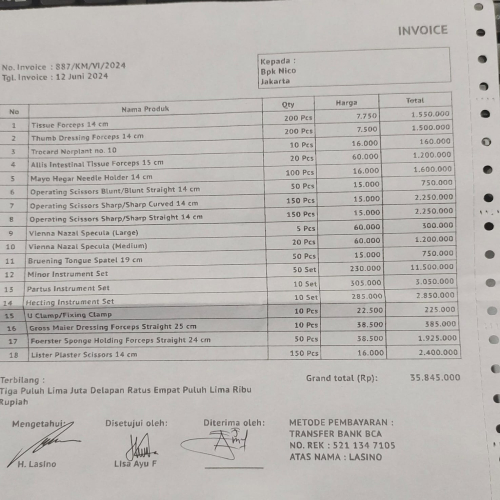 INVOICE
No. Invoice : 887/KM/VI/2024
Tgl. Invoice : 12 Juni 2024
Kepada :
Bpk Nico
Jakarta
No Nama Produk Qty Harga Total
1 Tissue Forceps 14 cm 200 Pcs 7.750 1.550.000
2 Thumb Dressing Forceps 14 cm 200 Pcs 7.500 1.500.000
3 Trocard Norplant no. 10 10 Pcs 16.000 160.000
4 Allis Intestinal Tissue Forceps 15 cm 20 Pcs 60.000 1.200.000
5 Mayo Hegar Needle Holder 14 cm 100 Pcs 16.000 1.600.000
6 Operating Scissors Blunt/Blunt Straight 14 cm 50 Pcs 15.000 750.000
7 Operating Scissors Sharp/Sharp Curved 14 cm 150 Pcs 15.000 2.250.000
8 Operating Scissors Sharp/Sharp Straight 14 cm 150 Pcs 15.000 2.250.000
9 Vienna Nazal Specula (Large) 5 Pcs 60.000 300.000
10 Vienna Nazal Specula (Medium) 20 Pcs 60.000 1.200.000
11 Bruening Tongue Spatel 19 cm 50 Pcs 15.000 750.000
12 Minor Instrument Set 50 Set 230.000 11.500.000
13 Partus Instrument Set 10 Set 305.000 3.050.000
14 Hecting Instrument Set 10 Set 285.000 2.850.000
15 U Clamp/Fixing Clamp 10 Pcs 22.500 225.000
16 Gross Maier Dressing Forceps Straight 25 cm 10 Pcs 38.500 385.000
17 Foerster Sponge Holding Forceps Straight 24 cm 50 Pcs 38.500 1.925.000
18 Lister Plaster Scissors 14 cm 150 Pcs 16.000 2.400.000
Grand total (Rp): 35.845.000
Terbilang :
Tiga Puluh Lima Juta Delapan Ratus Empat Puluh Lima Ribu
Rupiah
Mengetahui: Disetujui oleh: Diterima oleh:
H. Lasino Lisa Ayu F
METODE PEMBAYARAN :
TRANSFER BANK BCA
NO. REK : 521 134 7105
ATAS NAMA : LASINO